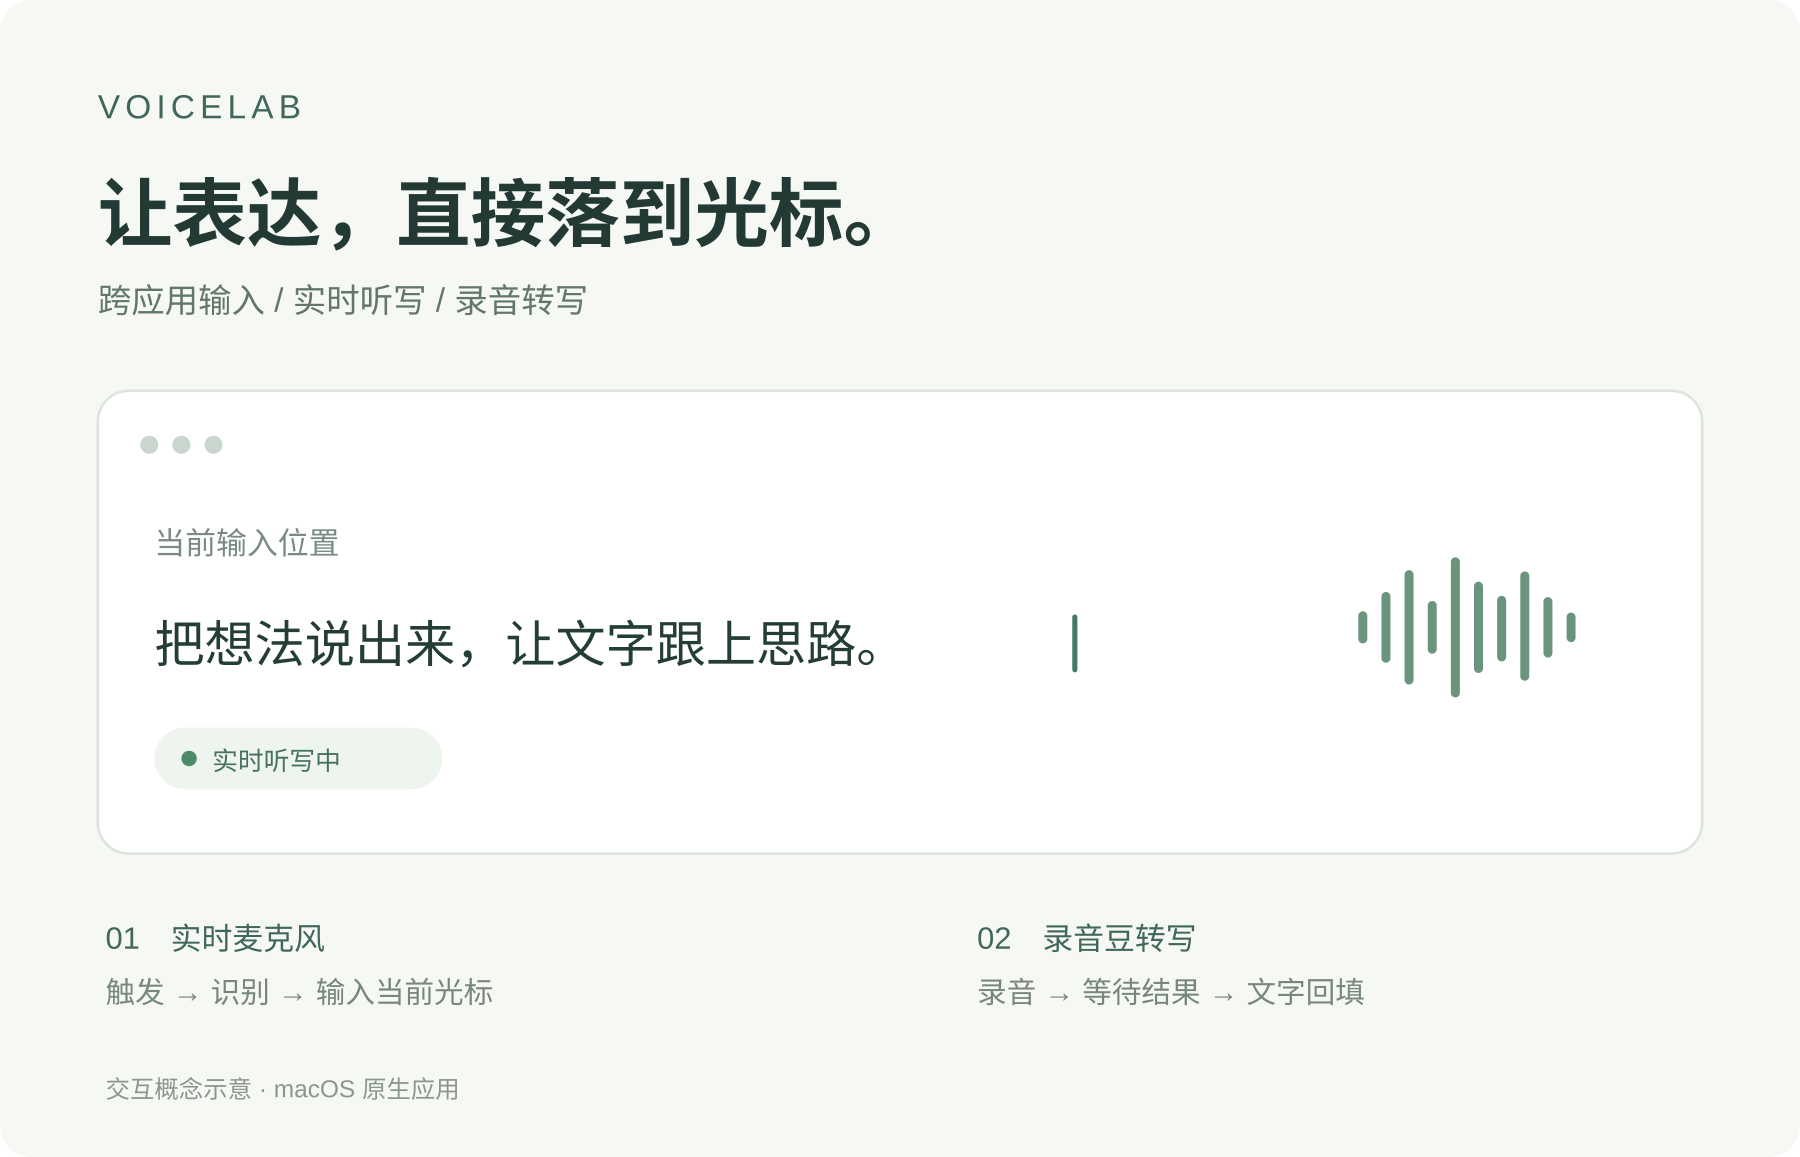 VOICELAB
让表达，直接落到光标。
跨应用输入 / 实时听写 / 录音转写
当前输入位置
把想法说出来，让文字跟上思路。
实时听写中
01 实时麦克风
触发 → 识别 → 输入当前光标
02 录音豆转写
录音 → 等待结果 → 文字回填
交互概念示意 · macOS 原生应用